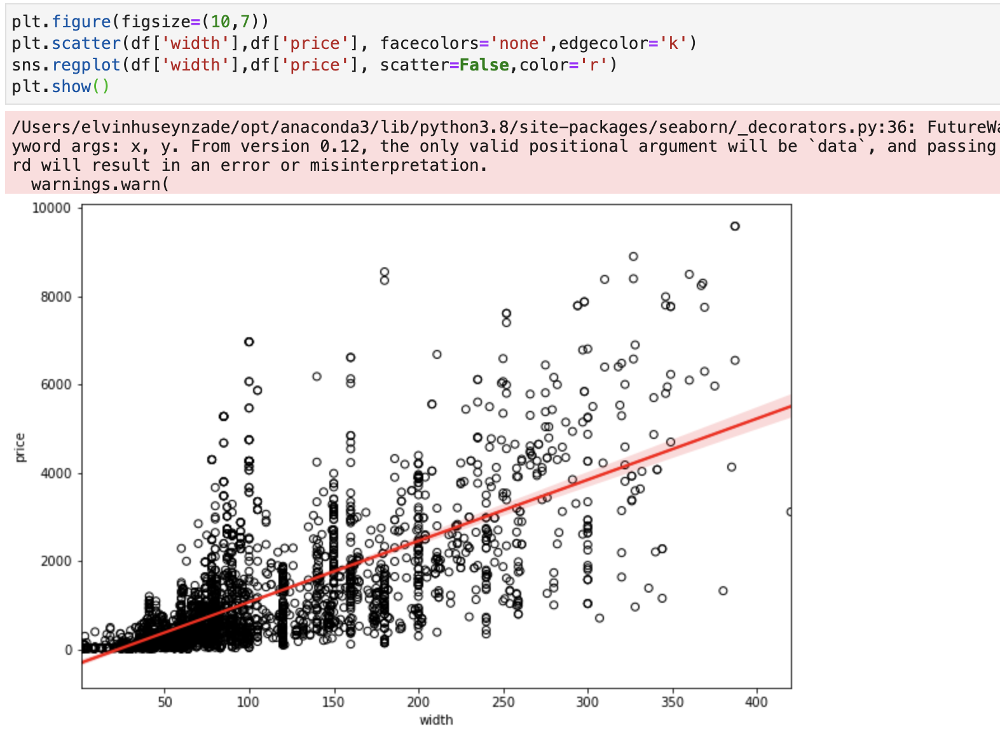 plt.figure(figsize=(10,7))
plt.scatter(df['width'],df['price'], facecolors='none',edgecolor='k')
sns.regplot(df['width'],df['price'], scatter=False,color='r')
plt.show()
/Users/elvinhuseynzade/opt/anaconda3/lib/python3.8/site-packages/seaborn/_decorators.py:36: FutureWa
yword args: x, y. From version 0.12, the only valid positional argument will be `data`, and passing
rd will result in an error or misinterpretation.
warnings.warn(
10000
8000
6000
price
4000
2000
0
50 100 150 200 250 300 350 400
width